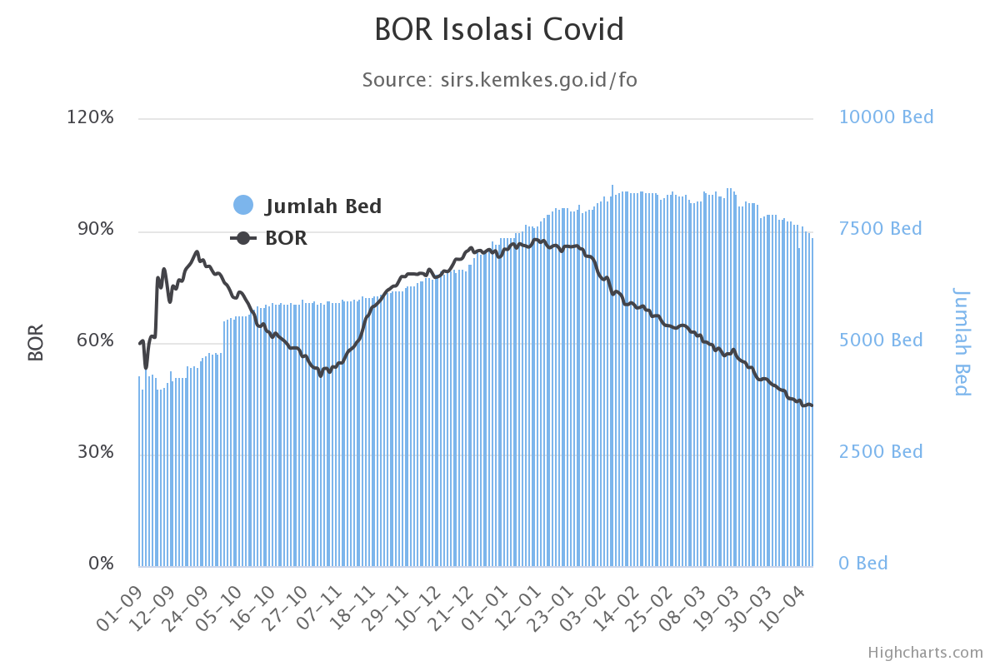 BOR Isolasi Covid
Source: sirs.kemkes.go.id/fo
120%
10000 Bed
Jumlah Bed
90%
7500 Bed
BOR
60%
5000 Bed
BOR
Jumlah Bed
30%
2500 Bed
0%
0 Bed
01-09
12-09
24-09
05-10
16-10
27-10
07-11
18-11
29-11
10-12
21-12
01-01
12-01
23-01
03-02
14-02
25-02
08-03
19-03
30-03
10-04
Highcharts.com